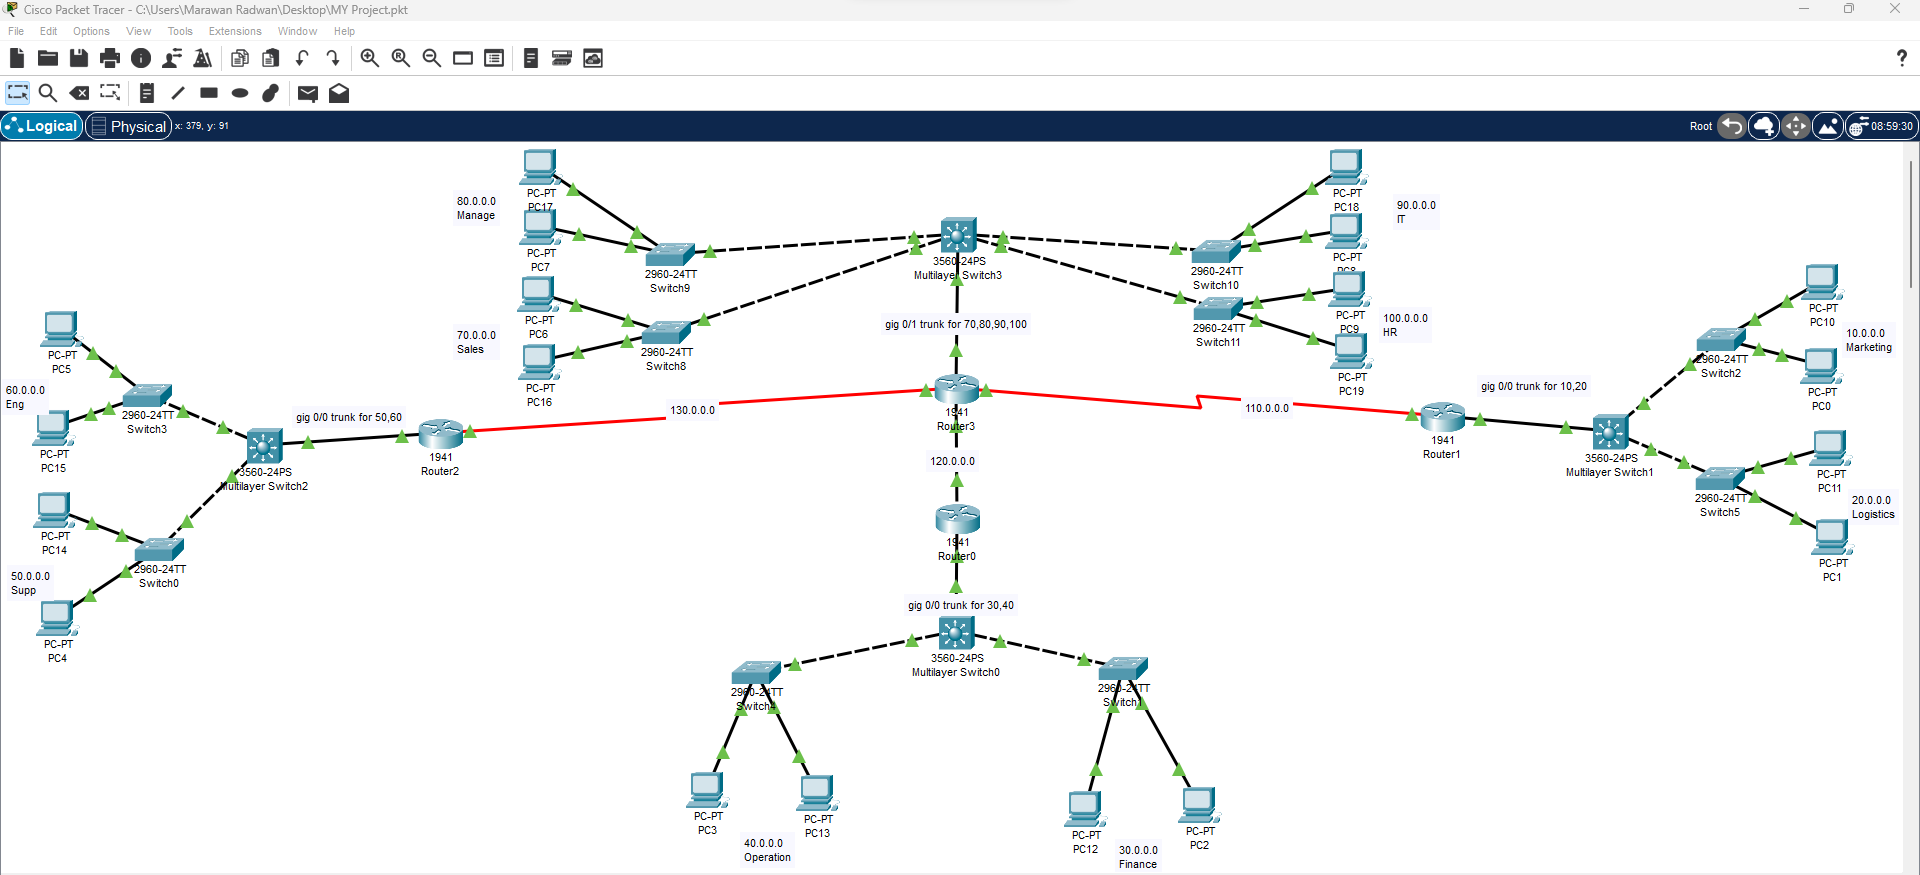 Cisco Packet Tracer - C:\Users\Marawan Radwan\Desktop\MY Project.pkt
File Edit Options View Tools Extensions Window Help
?
Logical Physical x: 379, y: 91 Root 08:59:30
PC-PT
PC17
80.0.0.0
Manage
PC-PT
PC7
2960-24TT
Switch9
PC-PT
PC6
70.0.0.0
Sales
2960-24TT
Switch8
PC-PT
PC16
3560-24PS
Multilayer Switch3
gig 0/1 trunk for 70,80,90,100
PC-PT
PC18
90.0.0.0
IT
PC-PT
PC8
2960-24TT
Switch10
PC-PT
PC9
100.0.0.0
HR
2960-24TT
Switch11
PC-PT
PC19
PC-PT
PC5
60.0.0.0
Eng
2960-24TT
Switch3
PC-PT
PC15
gig 0/0 trunk for 50,60
3560-24PS
Multilayer Switch2
1941
Router2
130.0.0.0
PC-PT
PC14
2960-24TT
Switch0
50.0.0.0
Supp
PC-PT
PC4
1941
Router3
110.0.0.0
120.0.0.0
1941
Router0
gig 0/0 trunk for 30,40
3560-24PS
Multilayer Switch0
gig 0/0 trunk for 10,20
1941
Router1
3560-24PS
Multilayer Switch1
PC-PT
PC10
10.0.0.0
Marketing
2960-24TT
Switch2
PC-PT
PC0
PC-PT
PC11
2960-24TT
Switch5
20.0.0.0
Logistics
PC-PT
PC1
2960-24TT
Switch4
2960-24TT
Switch1
PC-PT
PC3
PC-PT
PC13
40.0.0.0
Operation
PC-PT
PC12
PC-PT
PC2
30.0.0.0
Finance